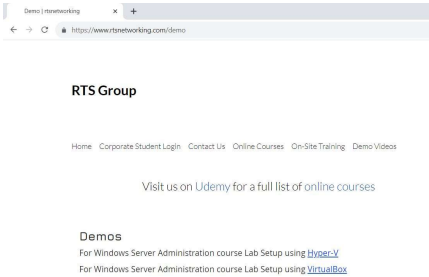 Demo | rtsnetworking
https://www.rtsnetworking.com/demo
RTS Group
Home Corporate Student Login Contact Us Online Courses On-Site Training Demo Videos
Visit us on Udemy for a full list of online courses
Demos
For Windows Server Administration course Lab Setup using Hyper-V
For Windows Server Administration course Lab Setup using VirtualBox